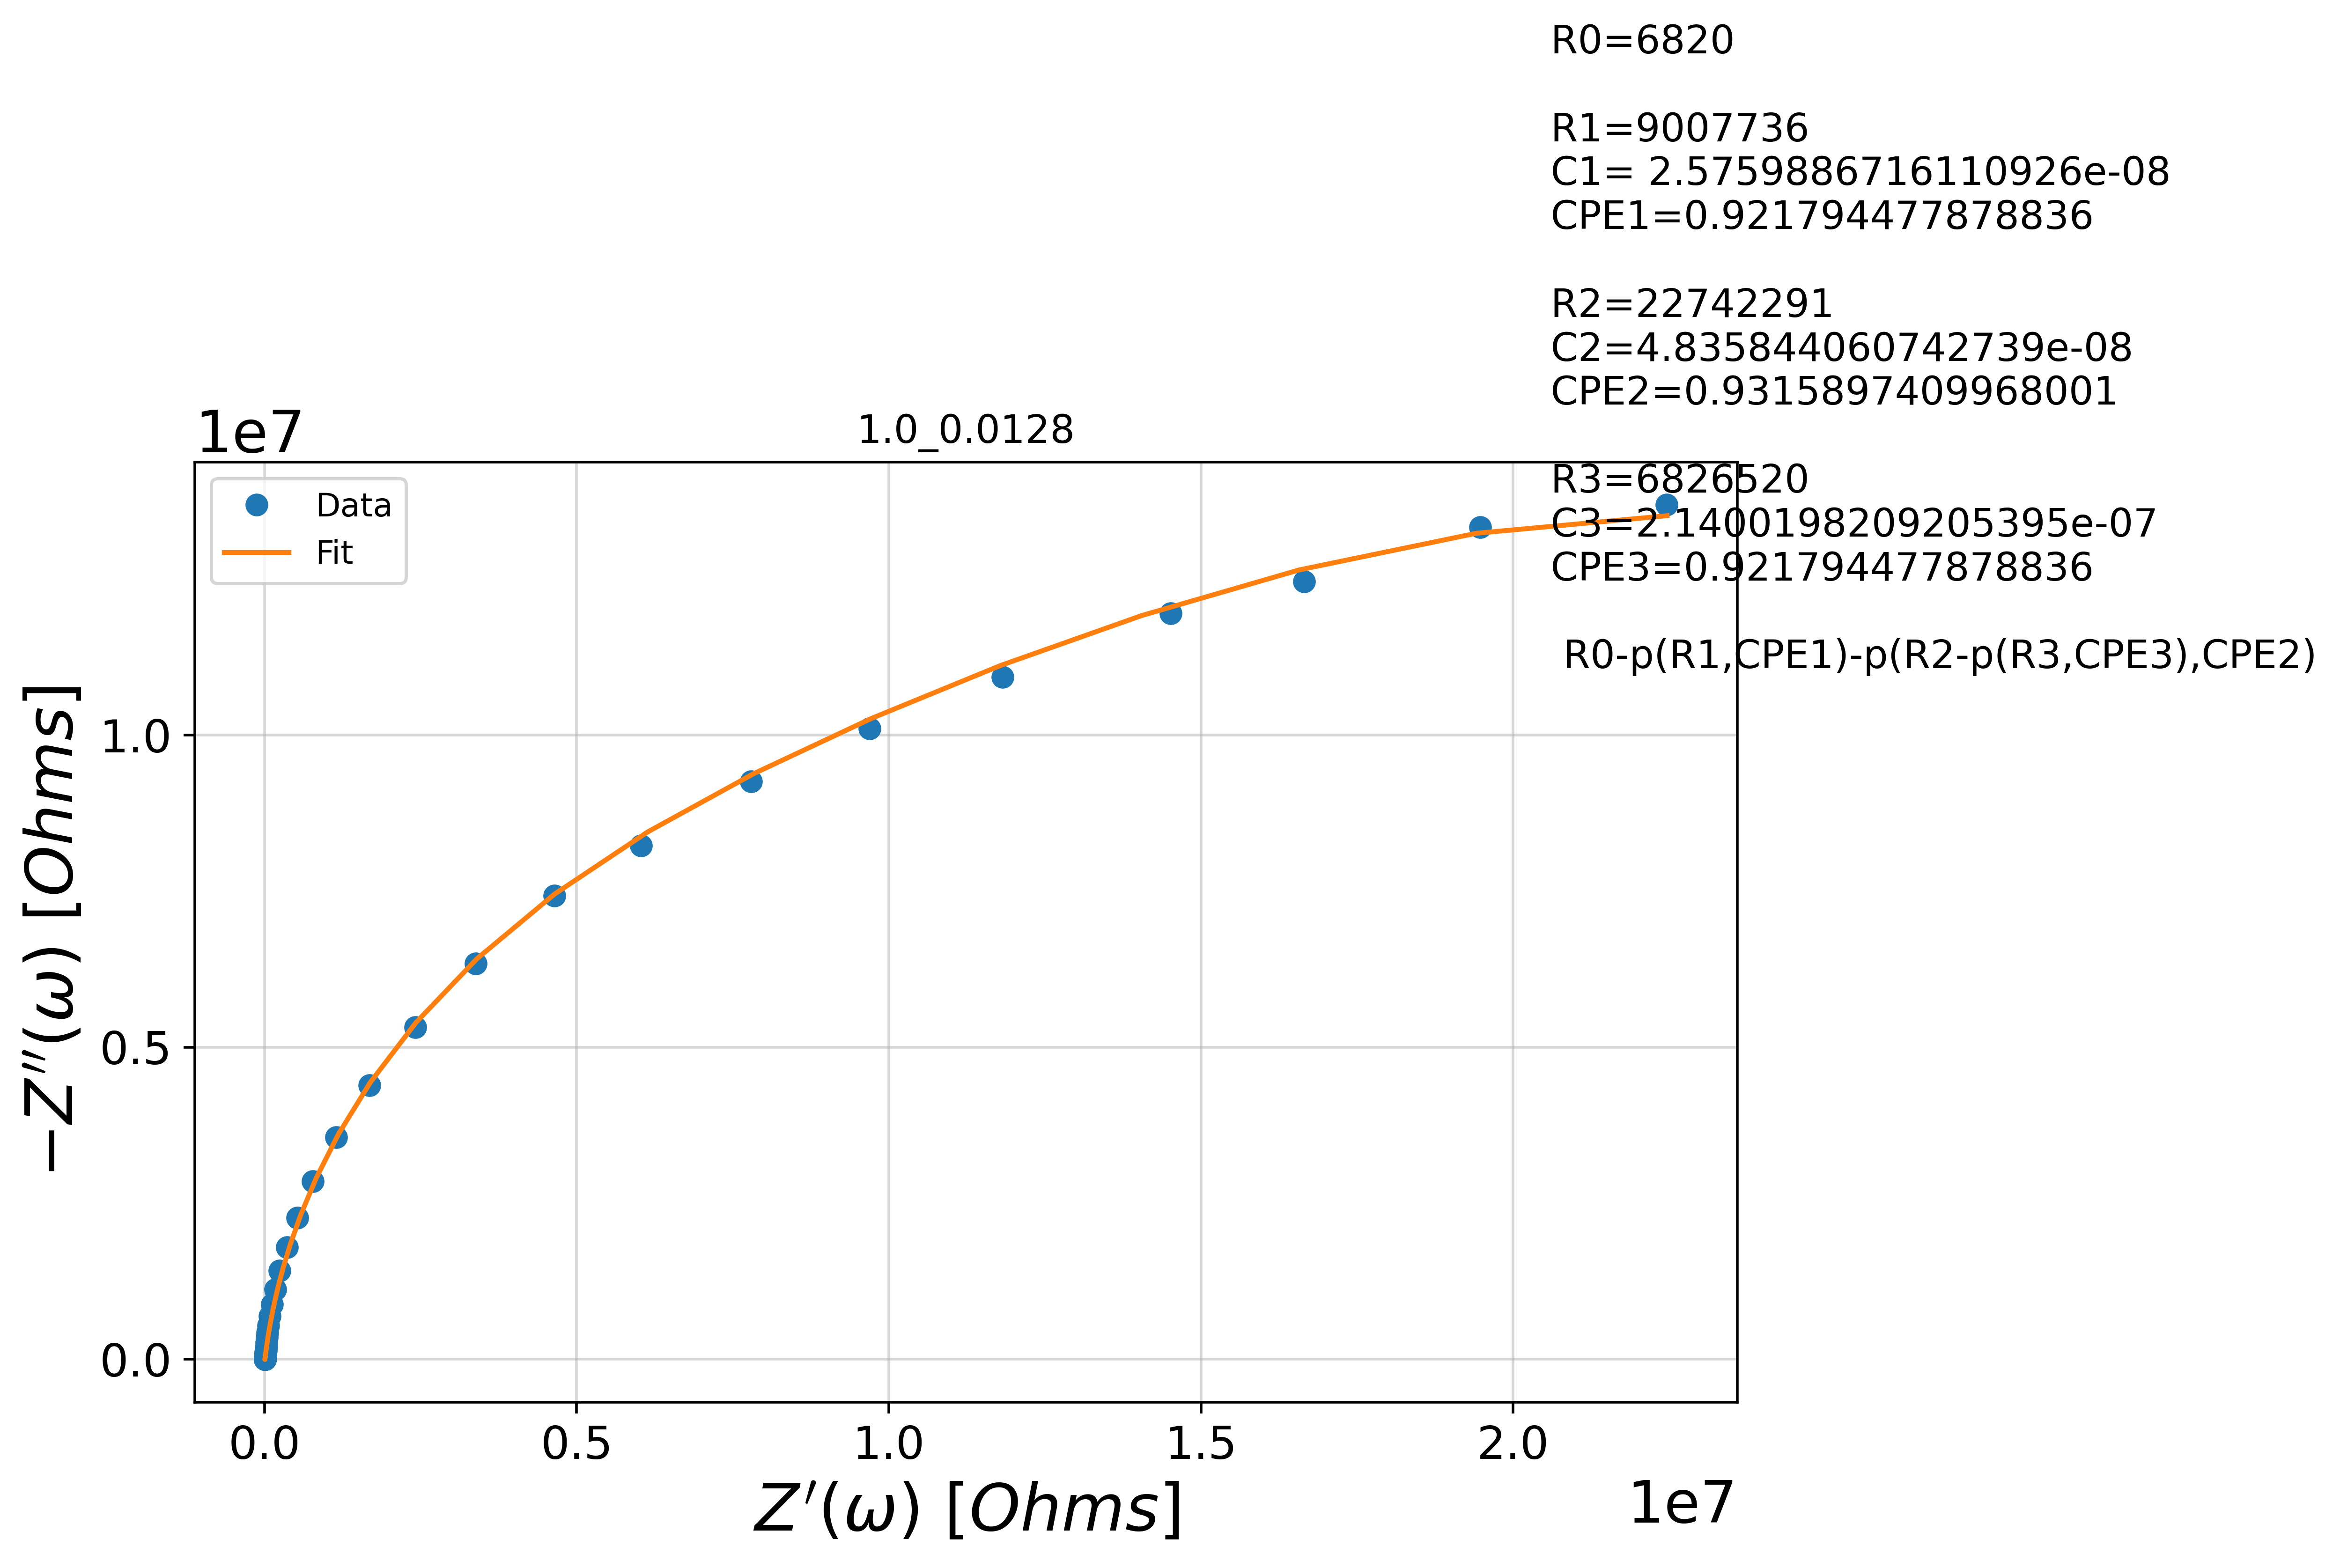 R0=6820
R1=9007736
C1= 2.5759886716110926e-08
CPE1=0.921794477878836
R2=22742291
C2=4.835844060742739e-08
CPE2=0.9315897409968001
1e7
1.0_0.0128
R3=6826520
C3=2.1400198209205395e-07
CPE3=0.921794477878836
R0-p(R1,CPE1)-p(R2-p(R3,CPE3),CPE2)
Data
Fit
−Z′′(ω) [Ohms]
1.0
0.5
0.0
0.0 0.5 1.0 1.5 2.0
Z′(ω) [Ohms]
1e7